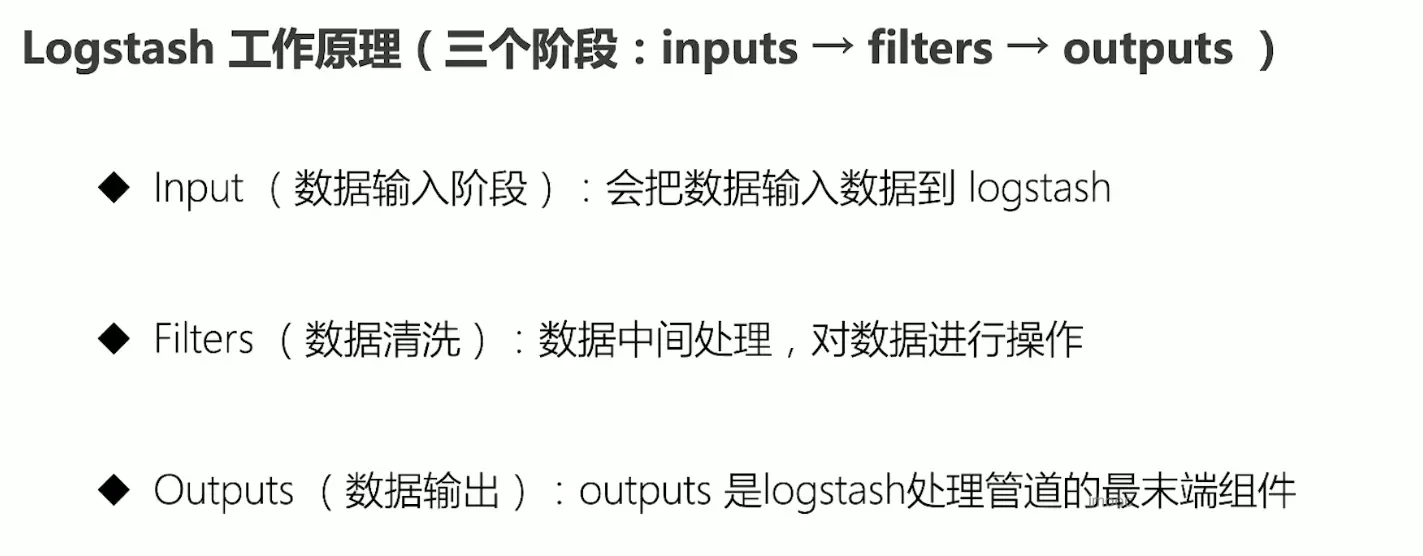 Logstash 工作原理（三个阶段：inputs → filters → outputs ）
◆ Input （数据输入阶段）：会把数据输入数据到 logstash
◆ Filters （数据清洗）：数据中间处理，对数据进行操作
◆ Outputs （数据输出）：outputs 是logstash处理管道的最末端组件